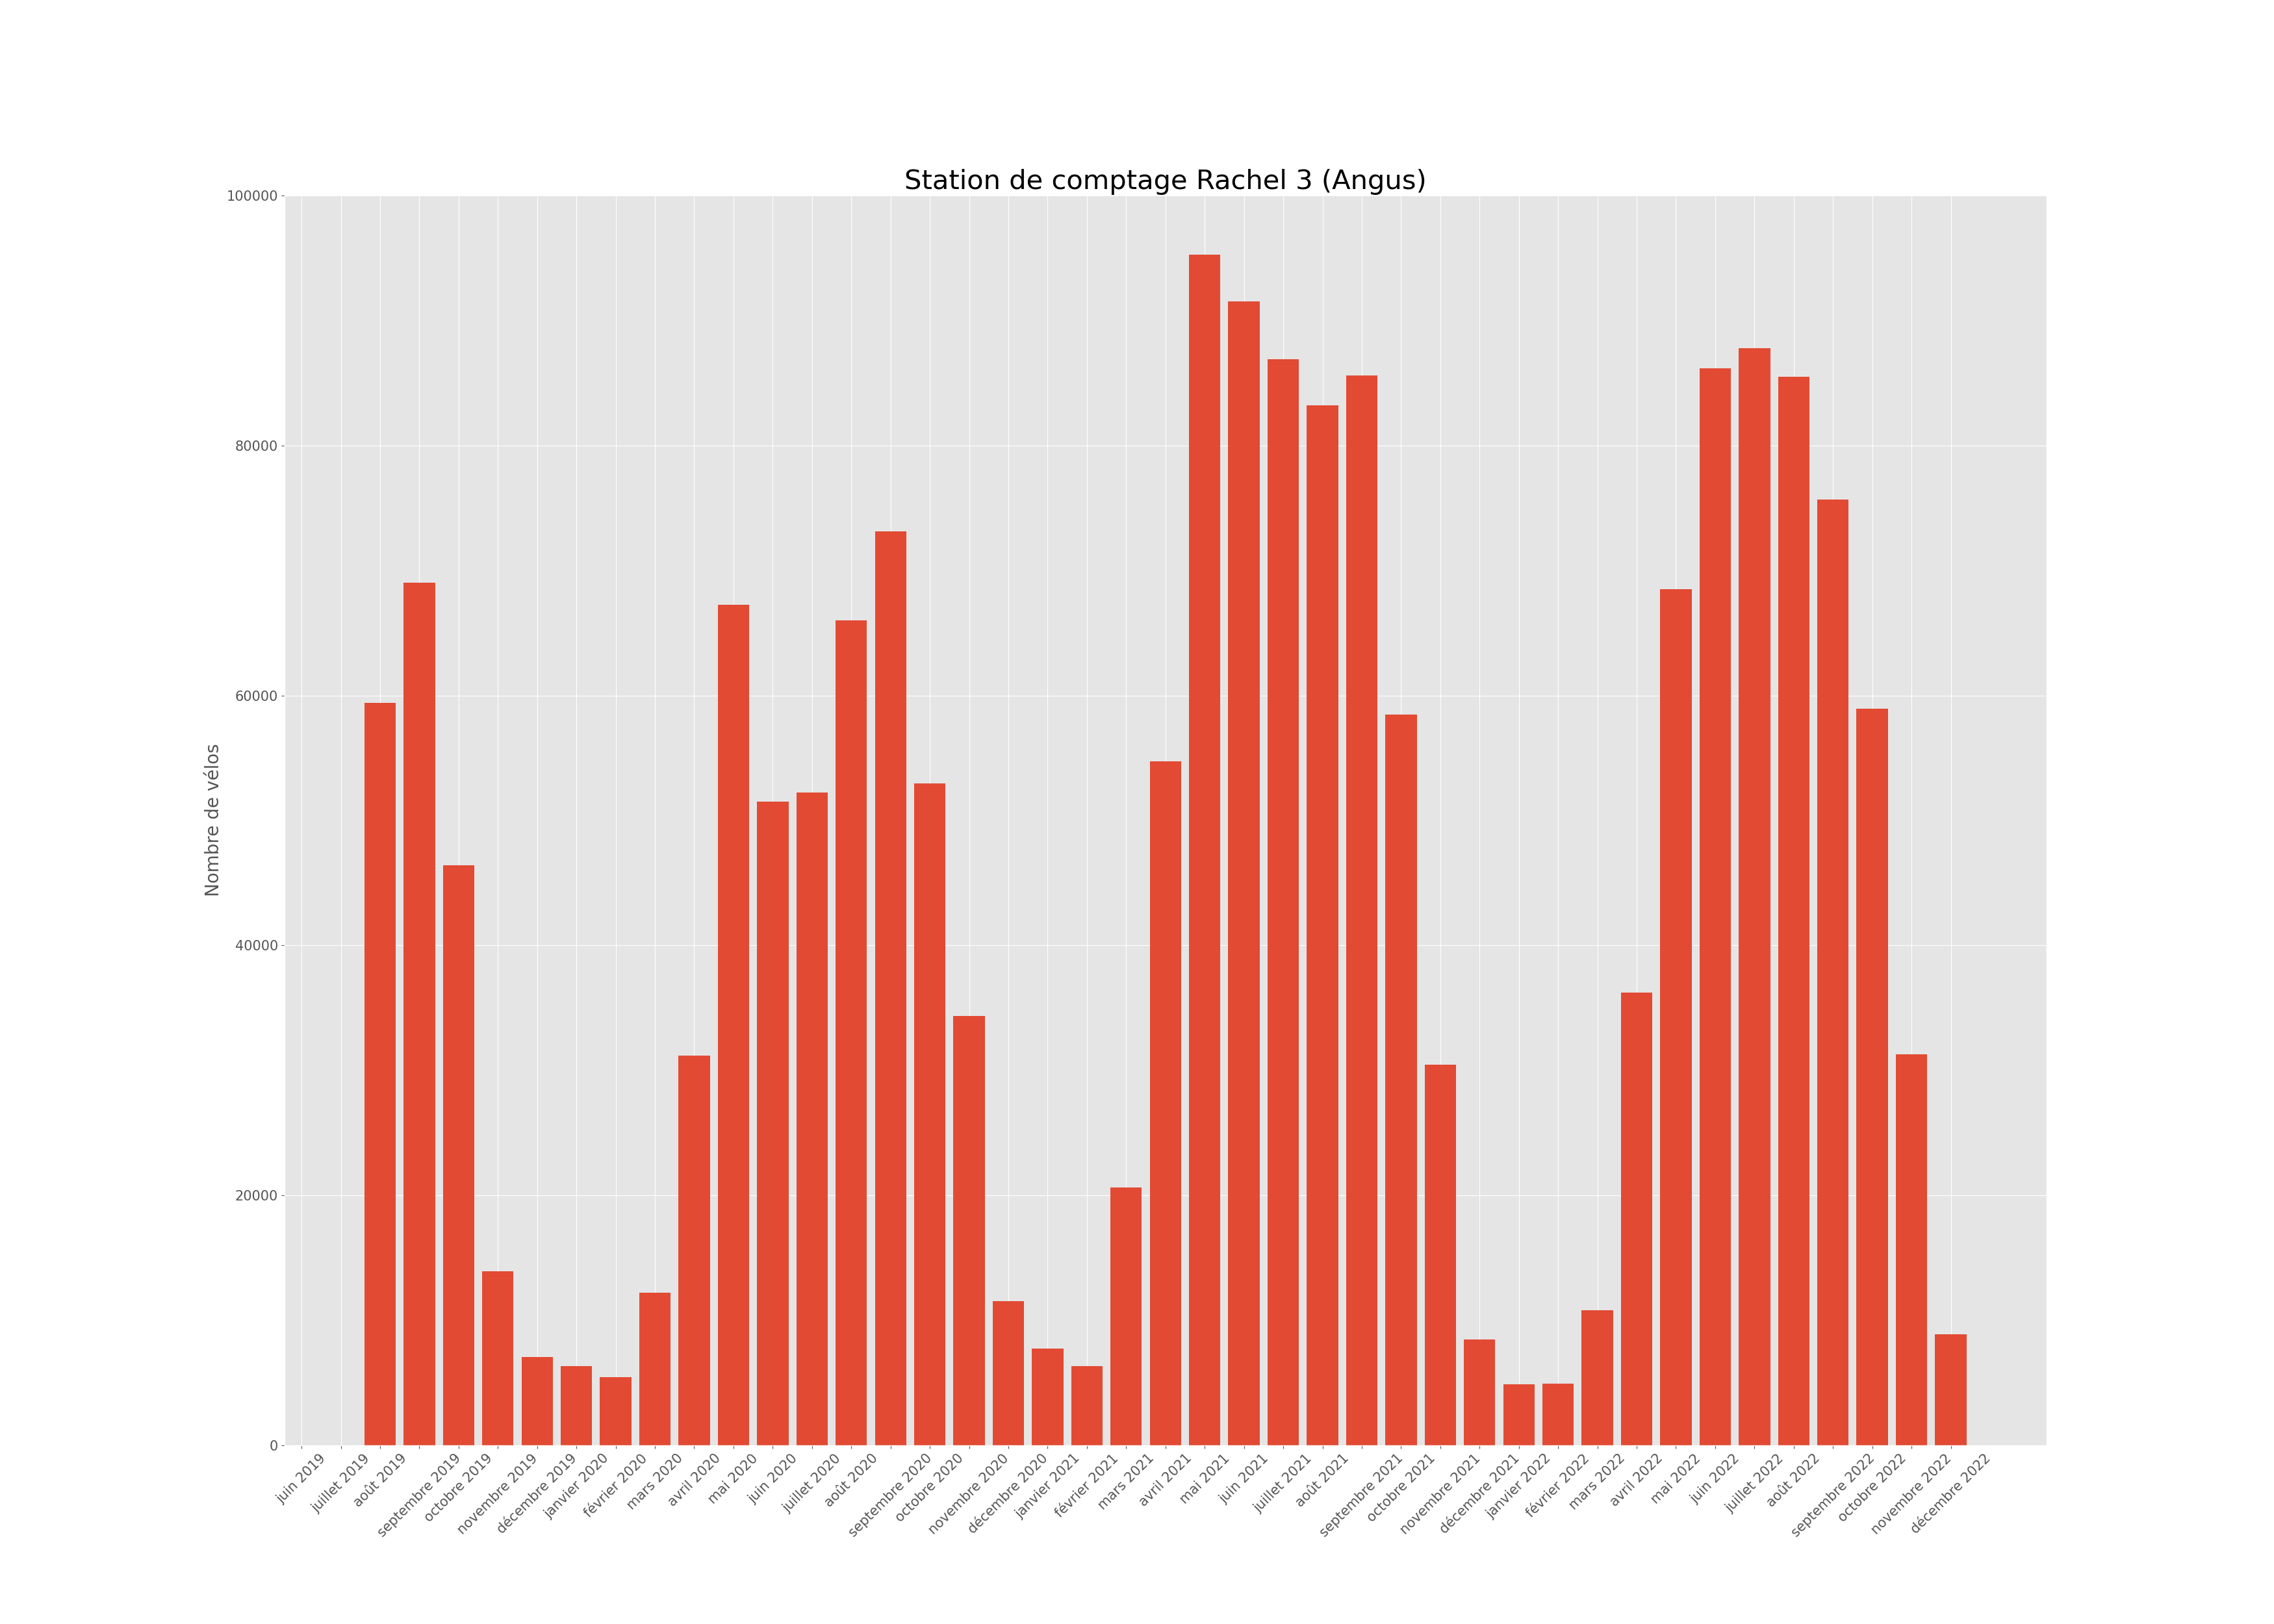 Station de comptage Rachel 3 (Angus)
Nombre de vélos
100000
80000
60000
40000
20000
0
juin 2019
juillet 2019
août 2019
septembre 2019
octobre 2019
novembre 2019
décembre 2019
janvier 2020
février 2020
mars 2020
avril 2020
mai 2020
juin 2020
juillet 2020
août 2020
septembre 2020
octobre 2020
novembre 2020
décembre 2020
janvier 2021
février 2021
mars 2021
avril 2021
mai 2021
juin 2021
juillet 2021
août 2021
septembre 2021
octobre 2021
novembre 2021
décembre 2021
janvier 2022
février 2022
mars 2022
avril 2022
mai 2022
juin 2022
juillet 2022
août 2022
septembre 2022
octobre 2022
novembre 2022
décembre 2022